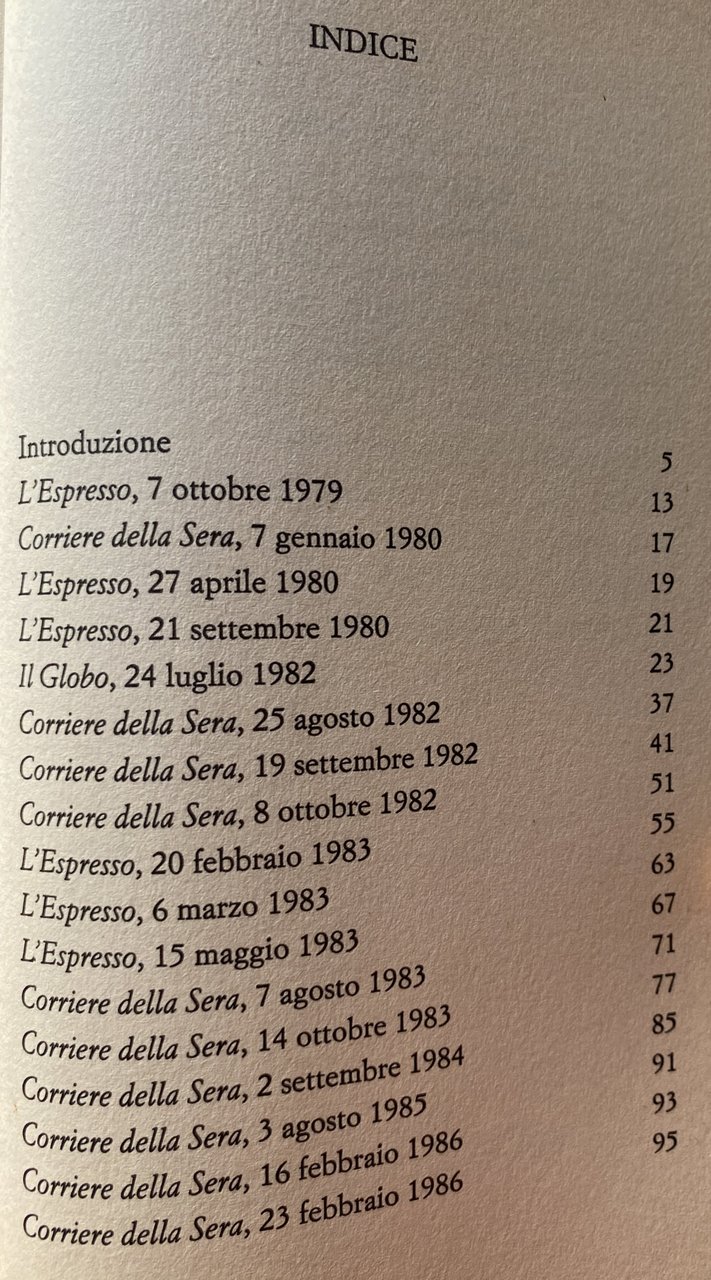 INDICE
Introduzione 5
L'Espresso, 7 ottobre 1979 13
Corriere della Sera, 7 gennaio 1980 17
L'Espresso, 27 aprile 1980 19
L'Espresso, 21 settembre 1980 21
Il Globo, 24 luglio 1982 23
Corriere della Sera, 25 agosto 1982 37
Corriere della Sera, 19 settembre 1982 41
Corriere della Sera, 8 ottobre 1982 51
L'Espresso, 20 febbraio 1983 55
L'Espresso, 6 marzo 1983 63
L'Espresso, 15 maggio 1983 67
Corriere della Sera, 7 agosto 1983 71
Corriere della Sera, 14 ottobre 1983 77
Corriere della Sera, 2 settembre 1984 85
Corriere della Sera, 3 agosto 1985 91
Corriere della Sera, 16 febbraio 1986 93
Corriere della Sera, 23 febbraio 1986 95